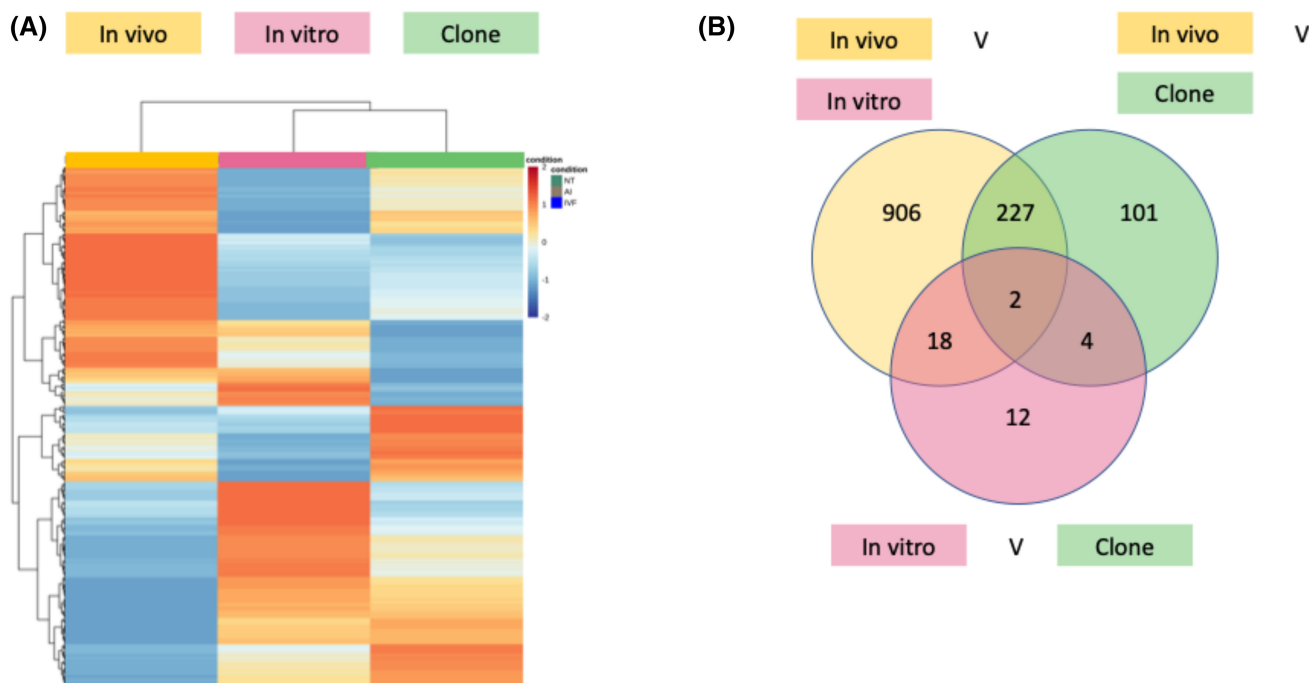 (A)
In vivo
In vitro
Clone
condition
2
1
0
-1
-2
condition
NT
AI
IVF
(B)
In vivo V
In vitro
In vivo V
Clone
906
227
101
2
18
4
12
In vitro V Clone